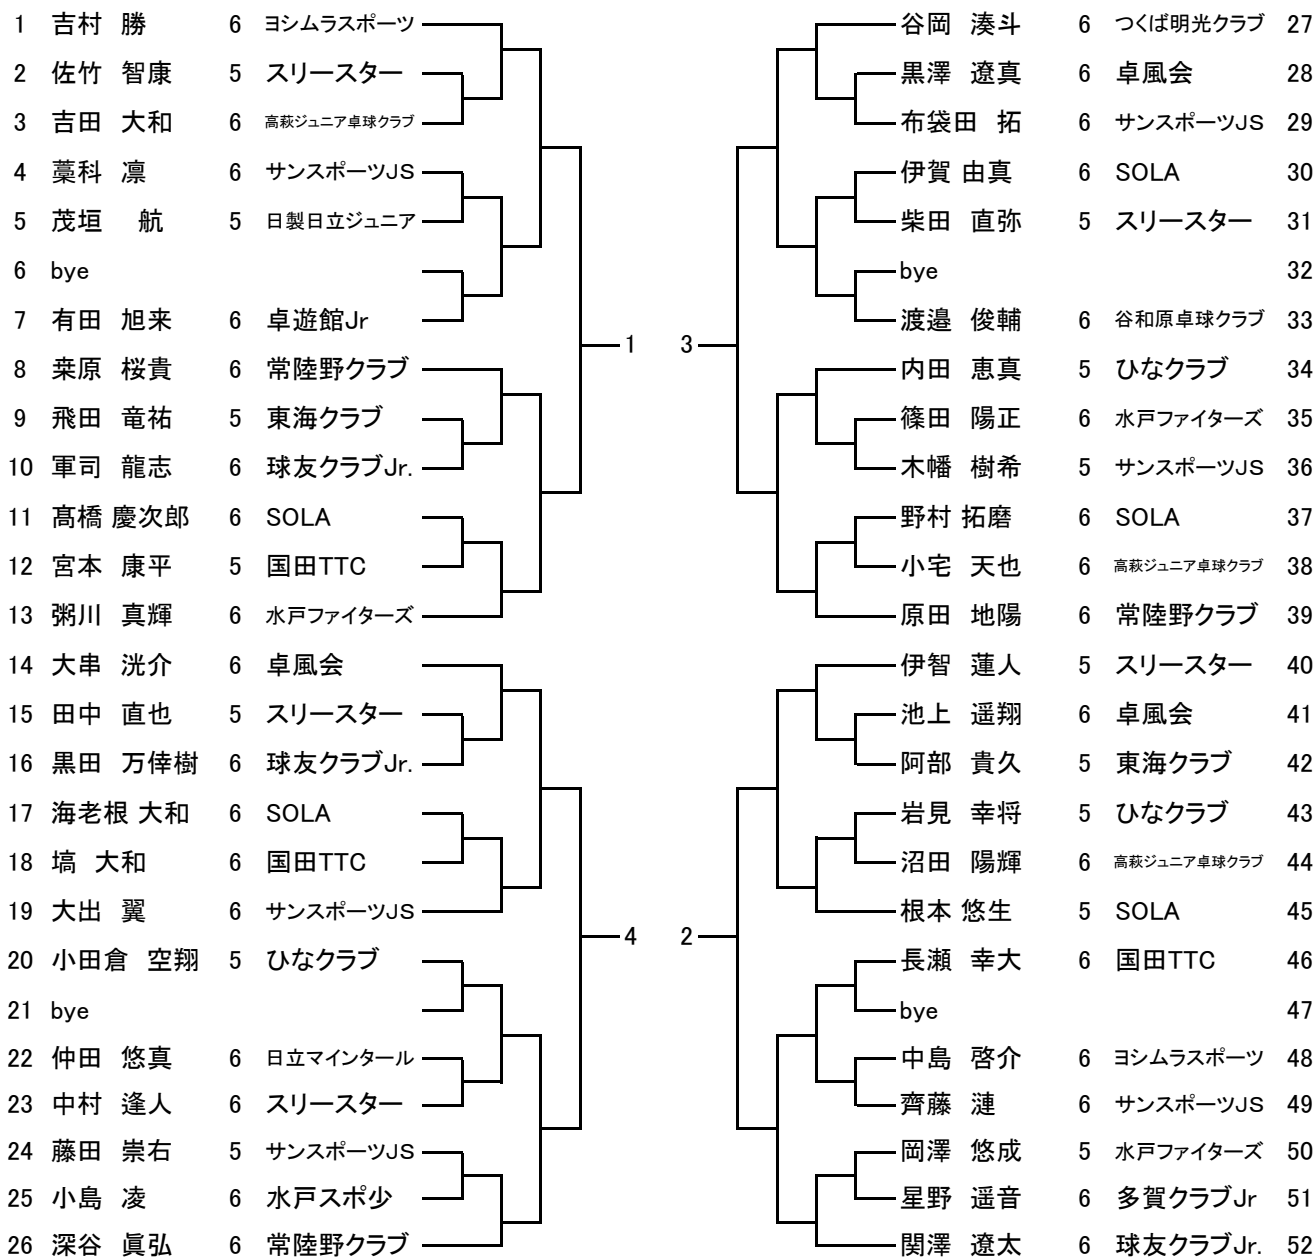 1 吉村 勝 6 ヨシムラスポーツ
2 佐竹 智康 5 スリースター
3 吉田 大和 6 高萩ジュニア卓球クラブ
4 藁科 凛 6 サンスポーツJS
5 茂垣 航 5 日製日立ジュニア
6 bye
7 有田 旭来 6 卓遊館Jr
8 桒原 桜貴 6 常陸野クラブ
9 飛田 竜祐 5 東海クラブ
10 軍司 龍志 6 球友クラブJr.
11 髙橋 慶次郎 6 SOLA
12 宮本 康平 5 国田TTC
13 粥川 真輝 6 水戸ファイターズ
1
14 大串 洸介 6 卓風会
15 田中 直也 5 スリースター
16 黒田 万倖樹 6 球友クラブJr.
17 海老根 大和 6 SOLA
18 塙 大和 6 国田TTC
19 大出 翼 6 サンスポーツJS
20 小田倉 空翔 5 ひなクラブ
21 bye
22 仲田 悠真 6 日立マインタール
23 中村 逢人 6 スリースター
24 藤田 崇右 5 サンスポーツJS
25 小島 凌 6 水戸スポ少
26 深谷 眞弘 6 常陸野クラブ
4
谷岡 湊斗 6 つくば明光クラブ 27
黒澤 遼真 6 卓風会 28
布袋田 拓 6 サンスポーツJS 29
伊賀 由真 6 SOLA 30
柴田 直弥 5 スリースター 31
bye 32
渡邉 俊輔 6 谷和原卓球クラブ 33
内田 恵真 5 ひなクラブ 34
篠田 陽正 6 水戸ファイターズ 35
木幡 樹希 5 サンスポーツJS 36
野村 拓磨 6 SOLA 37
小宅 天也 6 高萩ジュニア卓球クラブ 38
原田 地陽 6 常陸野クラブ 39
3
伊智 蓮人 5 スリースター 40
池上 遥翔 6 卓風会 41
阿部 貴久 5 東海クラブ 42
岩見 幸将 5 ひなクラブ 43
沼田 陽輝 6 高萩ジュニア卓球クラブ 44
根本 悠生 5 SOLA 45
長瀬 幸大 6 国田TTC 46
bye 47
中島 啓介 6 ヨシムラスポーツ 48
齊藤 漣 6 サンスポーツJS 49
岡澤 悠成 5 水戸ファイターズ 50
星野 遥音 6 多賀クラブJr 51
関澤 遼太 6 球友クラブJr. 52
2